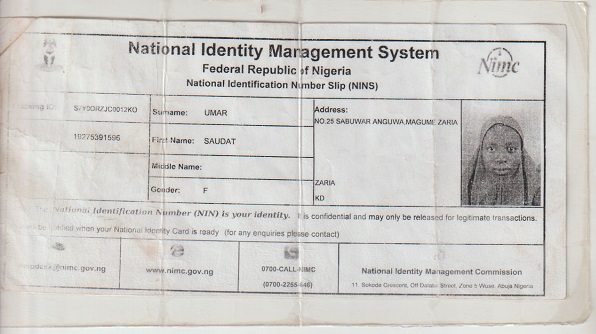 National Identity Management System
Federal Republic of Nigeria
National Identification Number Slip (NINS)
Nimc
Surname: UMAR
First Name: SAUDAT
Middle Name:
Gender: F
Address:
NO.25 SABUWAR ANGUWA,MAGUME ZARIA
ZARIA
KD
National Identification Number (NIN) is your identity. It is confidential and may only be released for legitimate transactions.
notified when your National Identity Card is ready (for any enquiries please contact)
@nimc.gov.ng
www.nimc.gov.ng
0700-CALL-NIMC
National Identity Management Commission
11, Sokode Crescent, Off Dalaba Street, Zone 5 Wuse, Abuja Nigeria